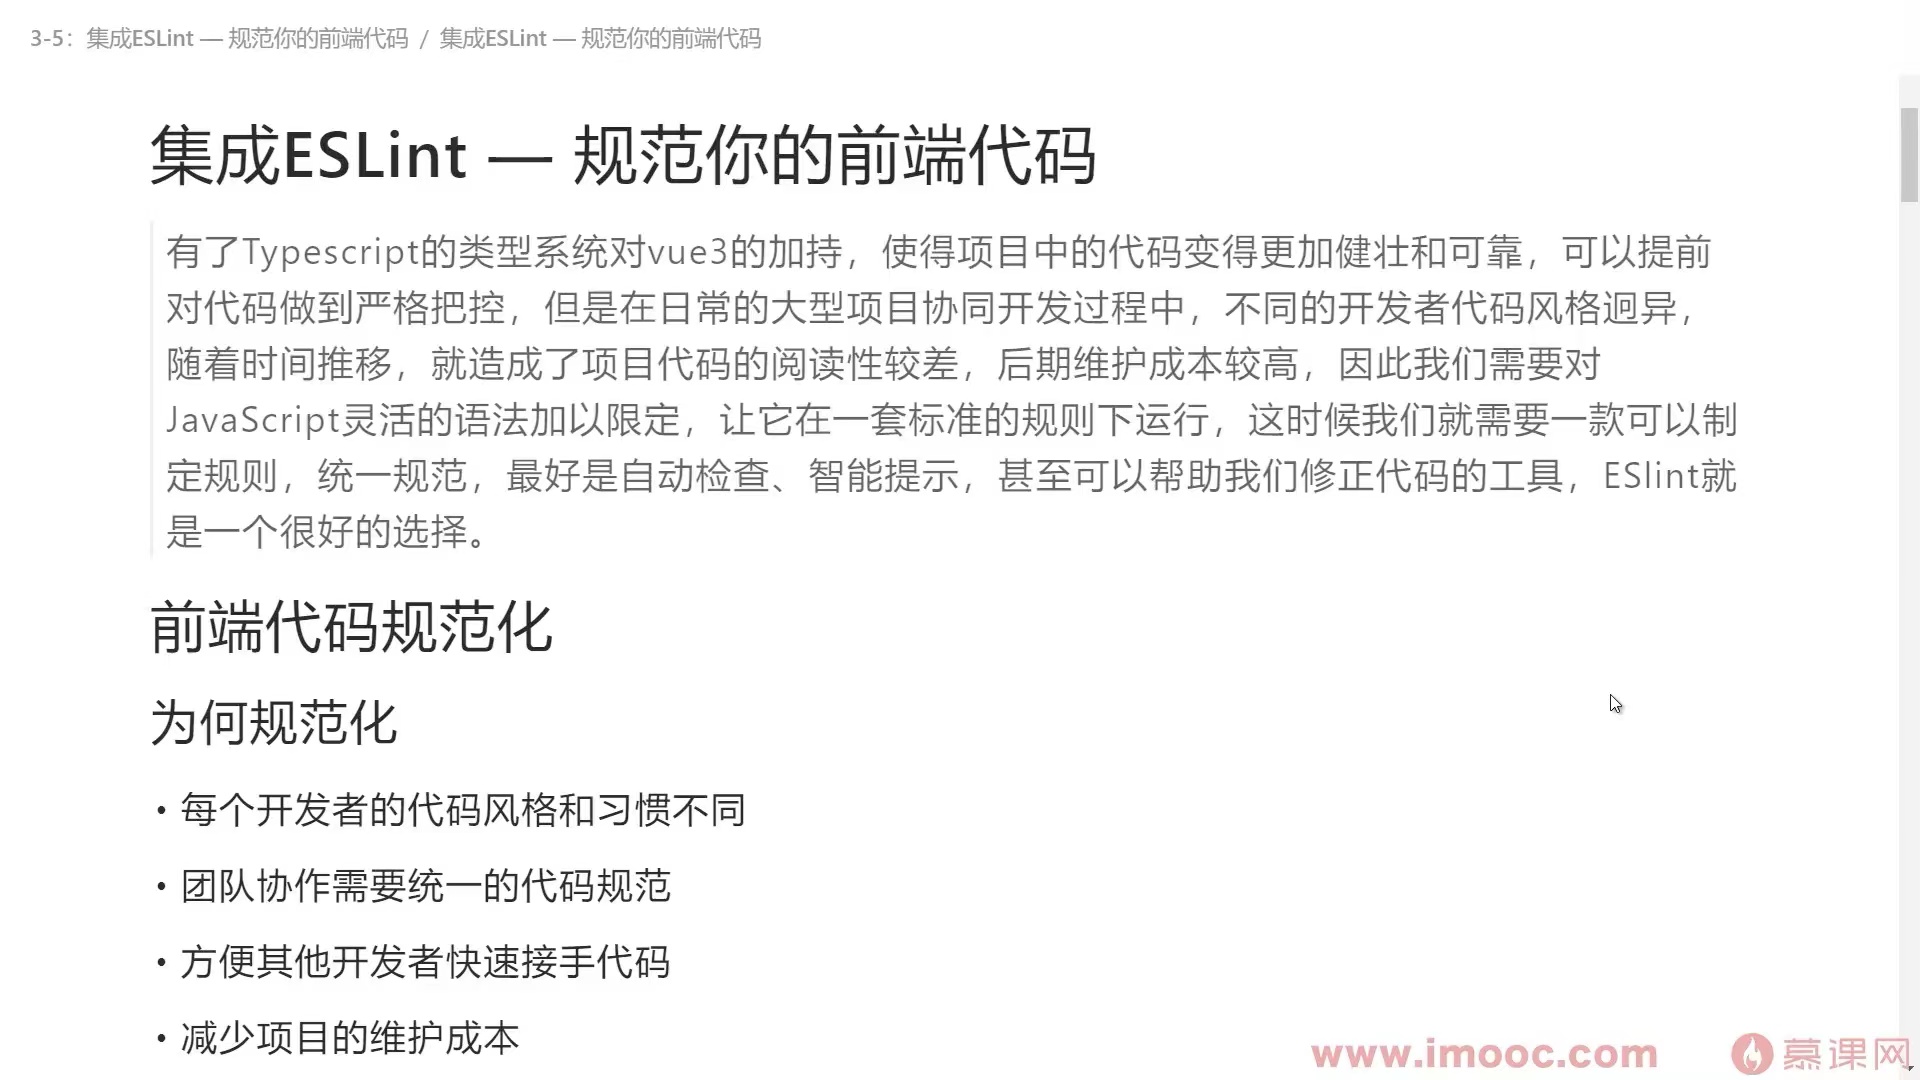 3-5：集成ESLint — 规范你的前端代码 / 集成ESLint — 规范你的前端代码
集成ESLint — 规范你的前端代码
有了Typescript的类型系统对vue3的加持，使得项目中的代码变得更加健壮和可靠，可以提前
对代码做到严格把控，但是在日常的大型项目协同开发过程中，不同的开发者代码风格迥异，
随着时间推移，就造成了项目代码的阅读性较差，后期维护成本较高，因此我们需要对
JavaScript灵活的语法加以限定，让它在一套标准的规则下运行，这时候我们就需要一款可以制
定规则，统一规范，最好是自动检查、智能提示，甚至可以帮助我们修正代码的工具，ESlint就
是一个很好的选择。
前端代码规范化
为何规范化
• 每个开发者的代码风格和习惯不同
• 团队协作需要统一的代码规范
• 方便其他开发者快速接手代码
• 减少项目的维护成本
www.imooc.com 慕课网